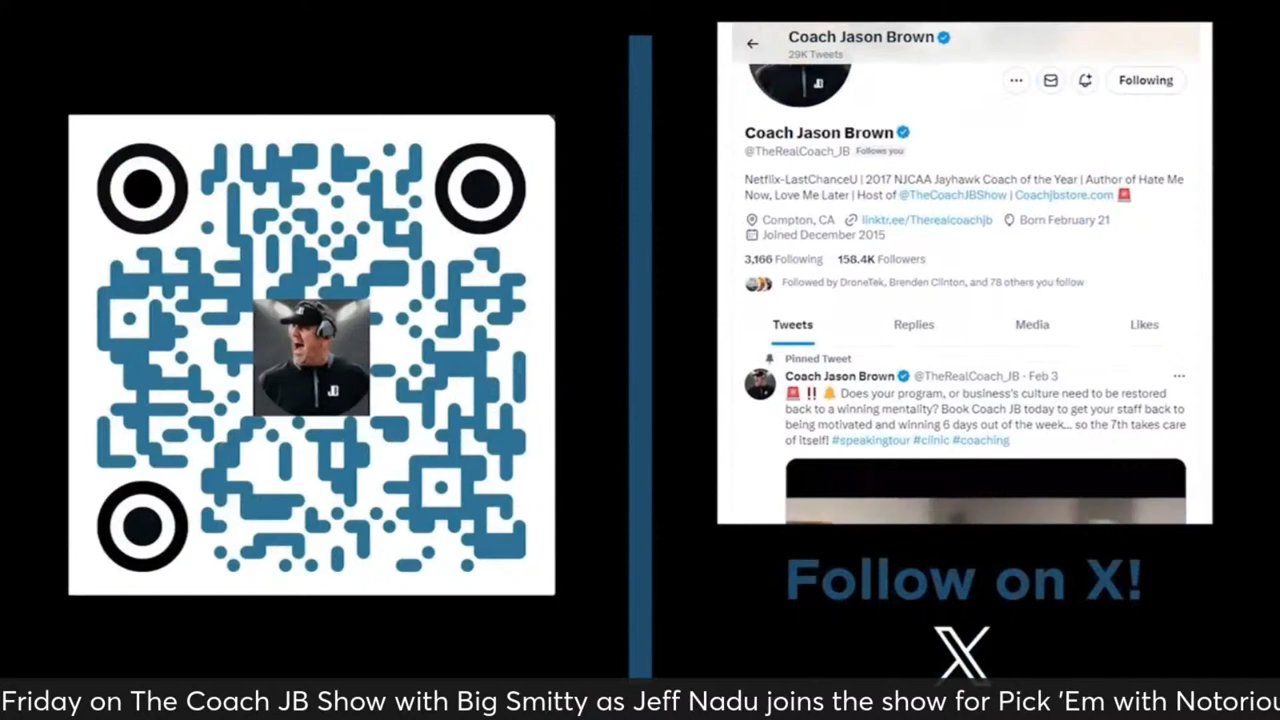 Coach Jason Brown
29K Tweets
JB
Following
Coach Jason Brown
@TheRealCoach_JB Follows you
Netflix-LastChanceU | 2017 NJCAA Jayhawk Coach of the Year | Author of Hate Me
Now, Love Me Later | Host of @TheCoachJBShow | Coachjbstore.com 🚨
Compton, CA linktr.ee/Therealcoachjb Born February 21
Joined December 2015
3,166 Following 158.4K Followers
Followed by DroneTek, Brenden Clinton, and 78 others you follow
Tweets Replies Media Likes
Pinned Tweet
Coach Jason Brown @TheRealCoach_JB · Feb 3
🚨 ‼️ 🔔 Does your program, or business's culture need to be restored
back to a winning mentality? Book Coach JB today to get your staff back to
being motivated and winning 6 days out of the week... so the 7th takes care
of itself! #speakingtour #clinic #coaching
JB
Follow on X!
X
Friday on The Coach JB Show with Big Smitty as Jeff Nadu joins the show for Pick 'Em with Notoriou